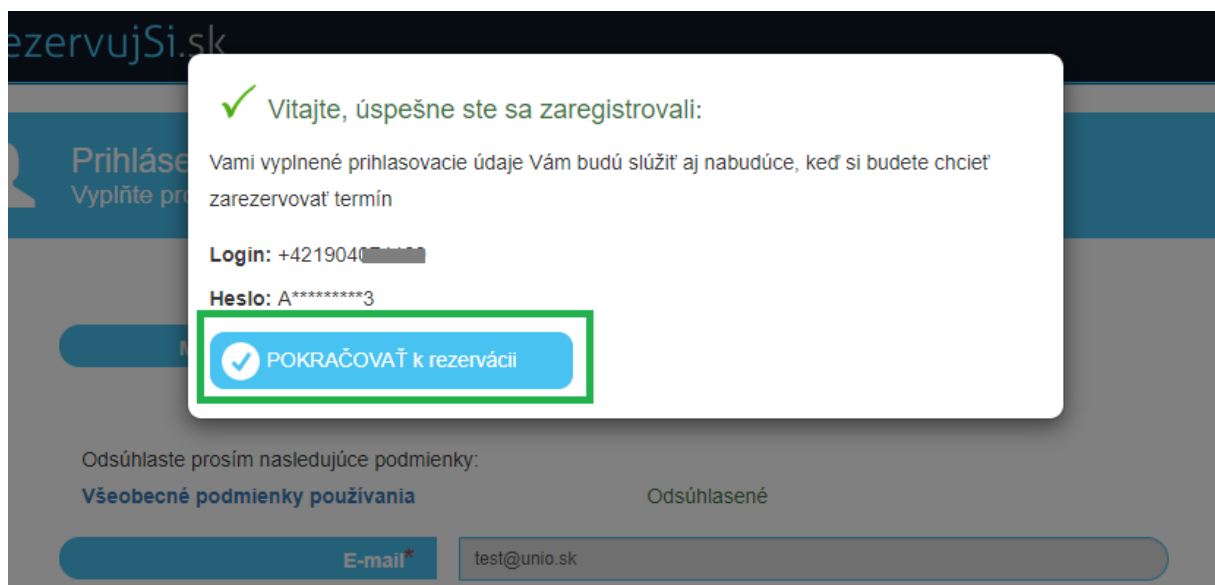 ezervujSi.sk
Vitajte, úspešne ste sa zaregistrovali:
Vami vyplnené prihlasovacie údaje Vám budú slúžiť aj nabudúce, keď si budete chcieť
zarezervovať termín
Login: +421904
Heslo: A*********3
POKRAČOVAŤ k rezervácii
Prihláse
Vyplňte pro
Odsúhlaste prosím nasledujúce podmienky:
Všeobecné podmienky používania Odsúhlasené
E-mail* test@unio.sk